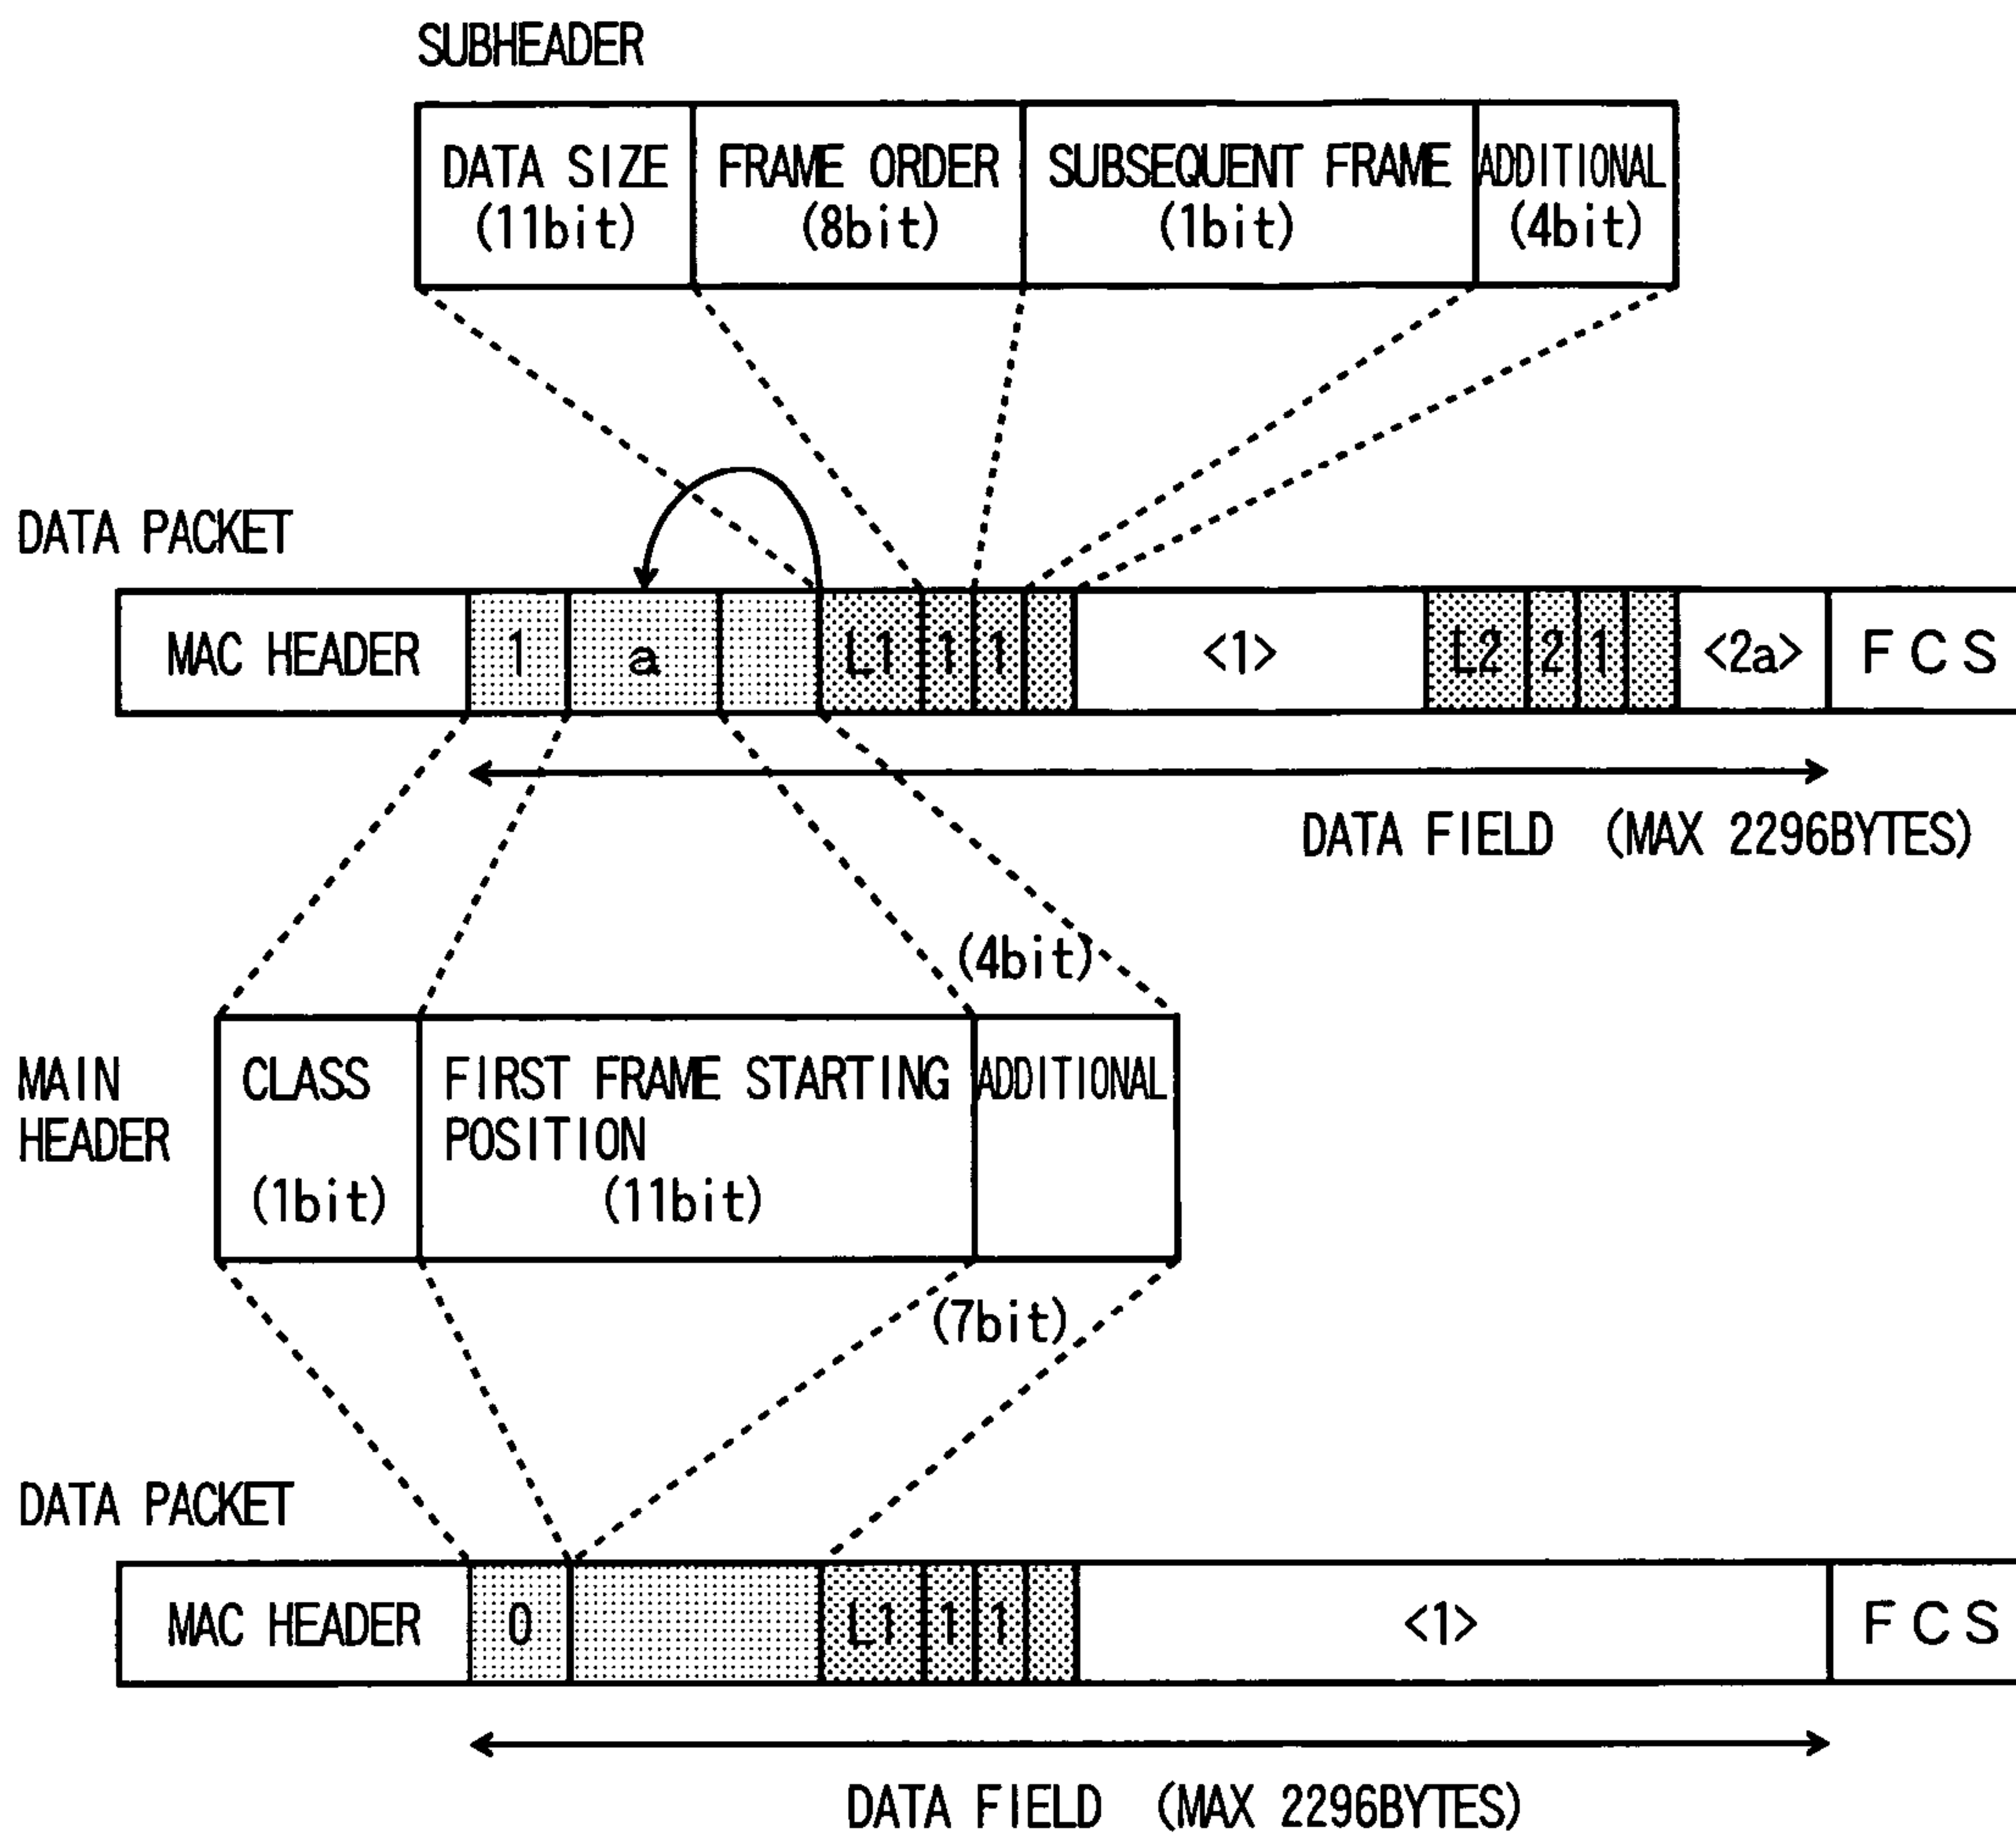 SUBHEADER
DATA SIZE (11bit)
FRAME ORDER (8bit)
SUBSEQUENT FRAME (1bit)
ADDITIONAL (4bit)
DATA PACKET
MAC HEADER 1 a L1 1 1 <1> L2 2 1 <2a> FCS
DATA FIELD (MAX 2296BYTES)
(4bit)
MAIN HEADER
CLASS (1bit)
FIRST FRAME STARTING POSITION (11bit)
ADDITIONAL
(7bit)
DATA PACKET
MAC HEADER 0 L1 1 1 <1> FCS
DATA FIELD (MAX 2296BYTES)